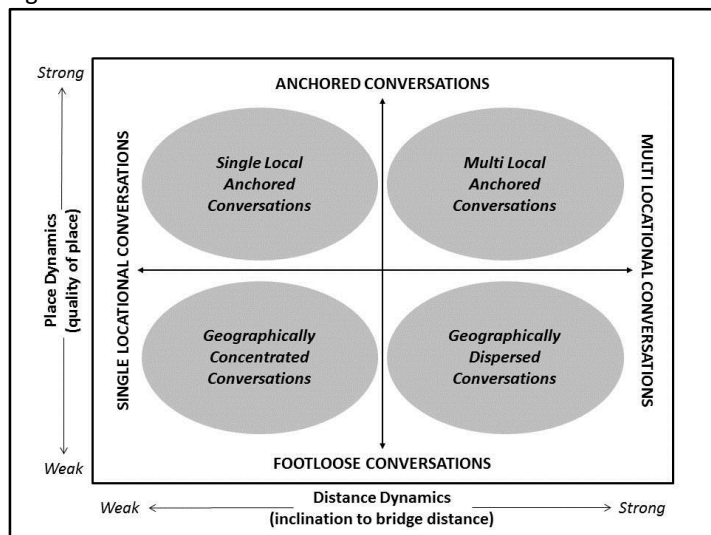 Strong
ANCHORED CONVERSATIONS
Single Local
Anchored
Conversations
Multi Local
Anchored
Conversations
SINGLE LOCATIONAL CONVERSATIONS
MULTI LOCATIONAL CONVERSATIONS
Place Dynamics
(quality of place)
Geographically
Concentrated
Conversations
Geographically
Dispersed
Conversations
FOOTLOOSE CONVERSATIONS
Weak
Weak
Distance Dynamics
(inclination to bridge distance)
Strong